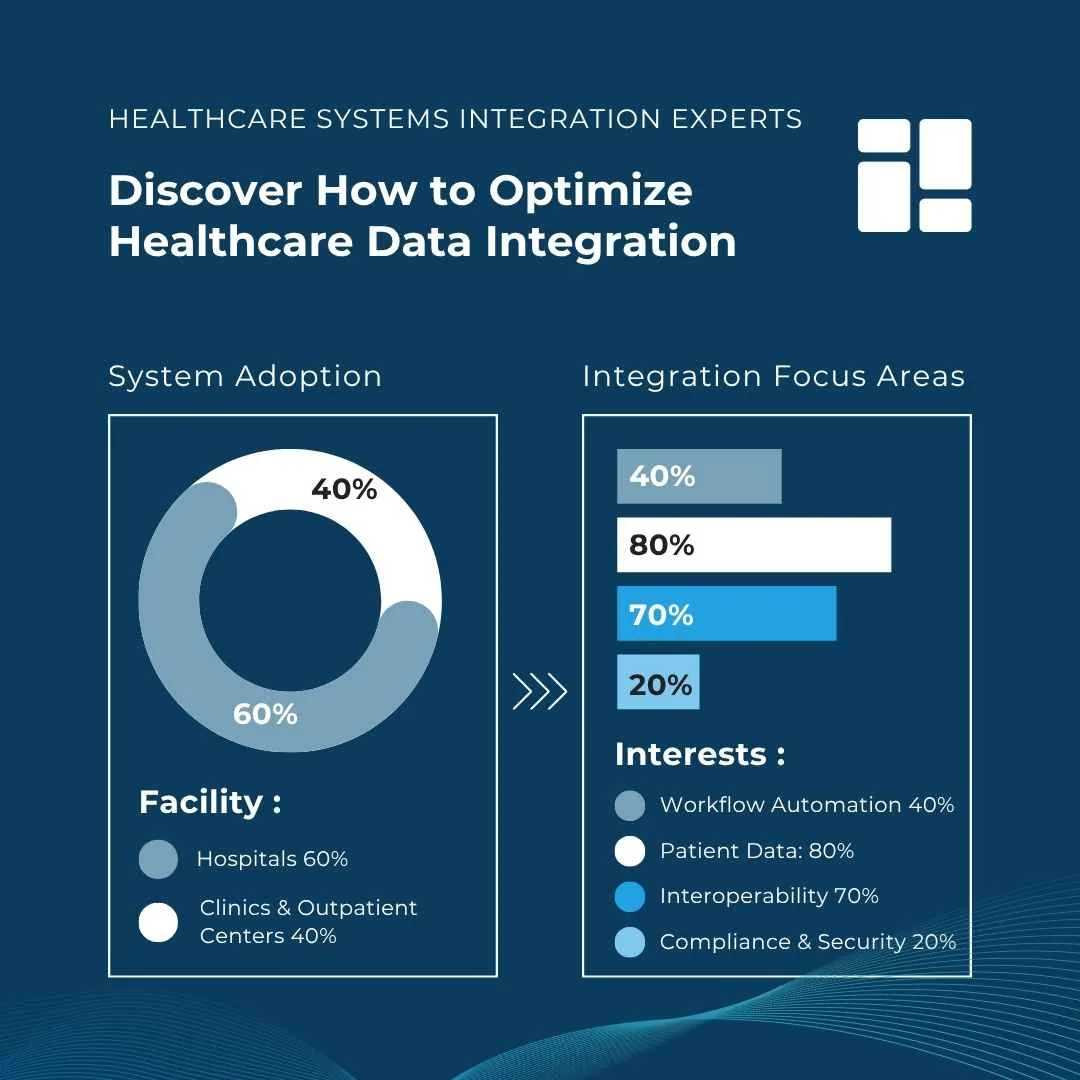 HEALTHCARE SYSTEMS INTEGRATION EXPERTS
Discover How to Optimize
Healthcare Data Integration
System Adoption
40%
60%
Facility :
Hospitals 60%
Clinics & Outpatient
Centers 40%
Integration Focus Areas
40%
80%
70%
20%
Interests :
Workflow Automation 40%
Patient Data: 80%
Interoperability 70%
Compliance & Security 20%